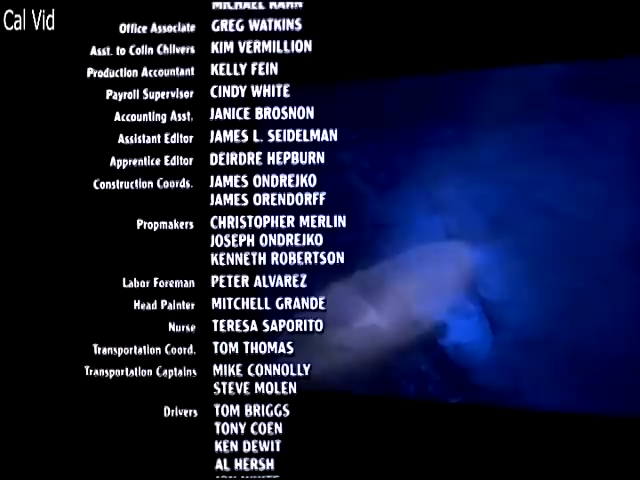 Cal Vid
Office Associate GREG WATKINS
Asst. to Colin Chilvers KIM VERMILLION
Production Accountant KELLY FEIN
Payroll Supervisor CINDY WHITE
Accounting Asst. JANICE BROSNON
Assistant Editor JAMES L. SEIDELMAN
Apprentice Editor DEIRDRE HEPBURN
Construction Coords. JAMES ONDREJKO
JAMES ORENDORFF
Propmakers CHRISTOPHER MERLIN
JOSEPH ONDREJKO
KENNETH ROBERTSON
Labor Foreman PETER ALVAREZ
Head Painter MITCHELL GRANDE
Nurse TERESA SAPORITO
Transportation Coord. TOM THOMAS
Transportation Captains MIKE CONNOLLY
STEVE MOLEN
Drivers TOM BRIGGS
TONY COEN
KEN DEWIT
AL HERSH